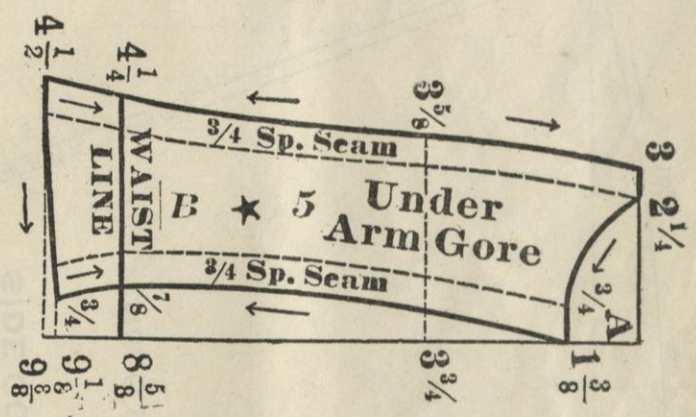 4 1/2
4 1/4
3 5/8
3
2 1/4
3/4 Sp. Seam
WAIST
LINE
B ★ 5
Under
Arm Gore
3/4 Sp. Seam
3/4
7/8
3/4
A
9 3/8
9 1/8
8 5/8
3 3/4
1 3/8
SIDE